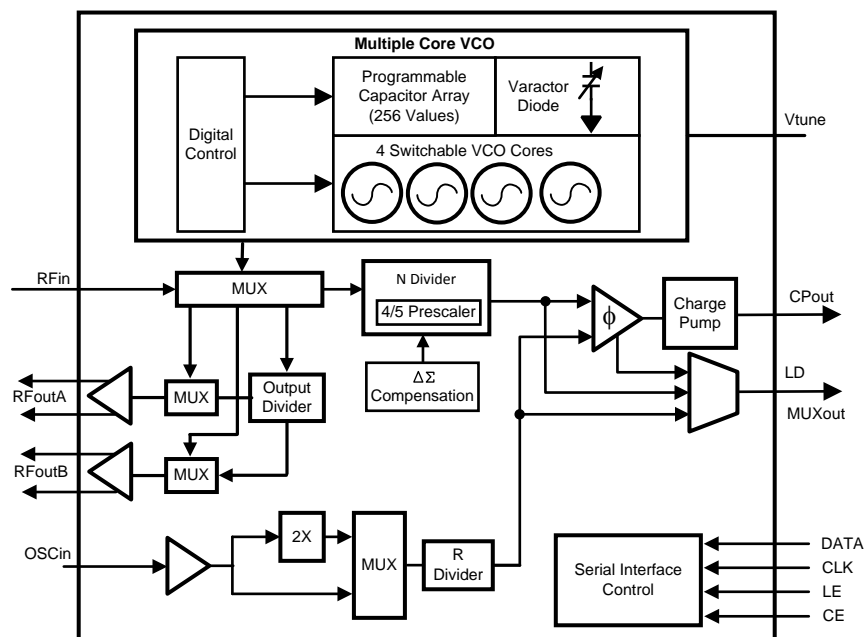 Multiple Core VCO
Digital
Control
Programmable
Capacitor Array
(256 Values)
Varactor
Diode
4 Switchable VCO Cores
Vtune
RFin
MUX
N Divider
4/5 Prescaler
ϕ
Charge
Pump
CPout
ΔΣ
Compensation
LD
MUXout
RFoutA
MUX
Output
Divider
RFoutB
MUX
OSCin
2X
MUX
R
Divider
Serial Interface
Control
DATA
CLK
LE
CE